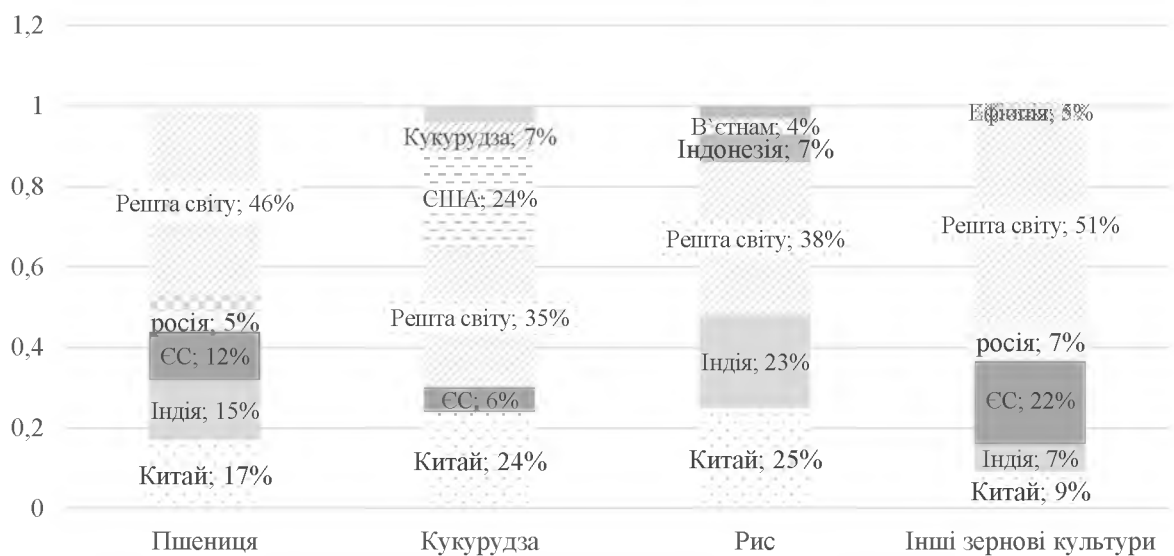 1,2
1
0,8
0,6
0,4
0,2
0
Решта світу; 46%
росія; 5%
ЄС; 12%
Індія; 15%
Китай; 17%
Пшениця
Кукурудза; 7%
США; 24%
Решта світу; 35%
ЄС; 6%
Китай; 24%
Кукурудза
В`єтнам; 4%
Індонезія; 7%
Решта світу; 38%
Індія; 23%
Китай; 25%
Рис
Решта світу; 51%
росія; 7%
ЄС; 22%
Індія; 7%
Китай; 9%
Інші зернові культури